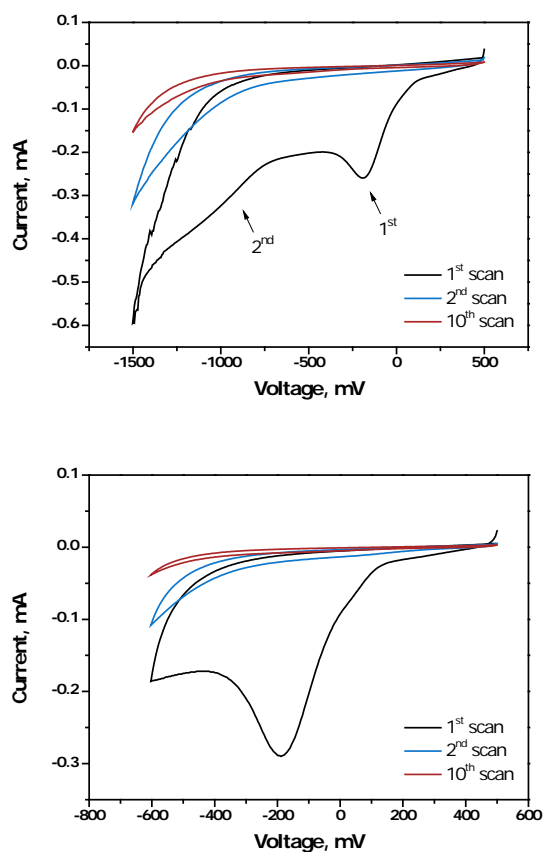 0.1
0.0
-0.1
-0.2
-0.3
-0.4
-0.5
-0.6
Current, mA
2nd
1st
1st scan
2nd scan
10th scan
-1500 -1000 -500 0 500
Voltage, mV
0.1
0.0
-0.1
-0.2
-0.3
Current, mA
1st scan
2nd scan
10th scan
-800 -600 -400 -200 0 200 400 600
Voltage, mV